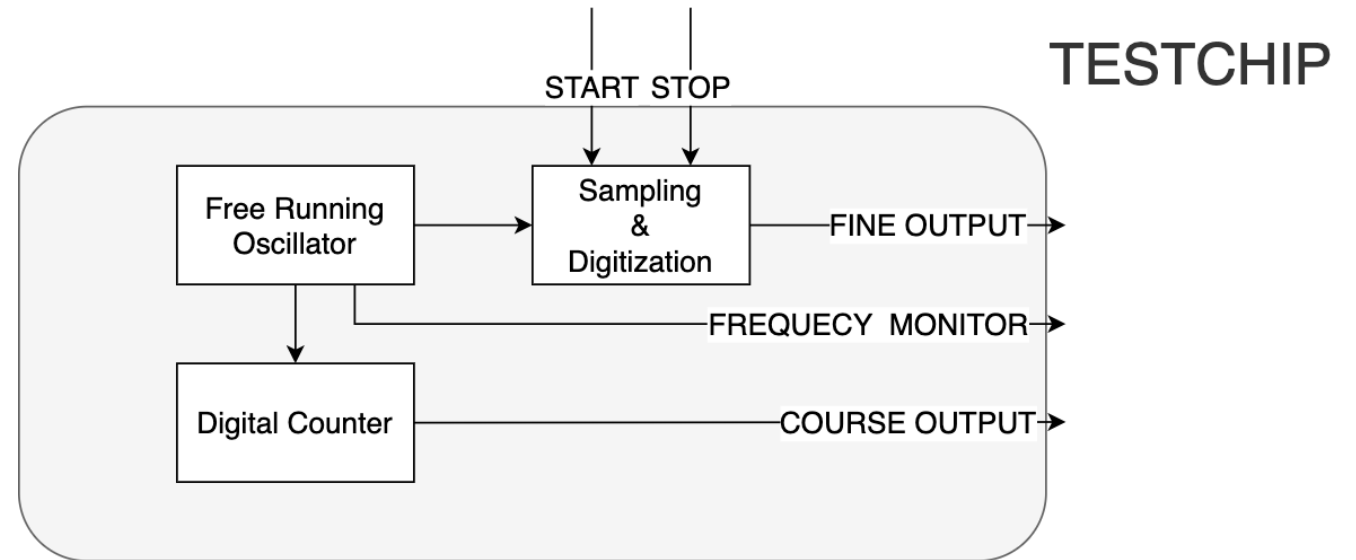 TESTCHIP
START STOP
Free Running
Oscillator
Sampling
&
Digitization
FINE OUTPUT
FREQUECY MONITOR
Digital Counter
COURSE OUTPUT